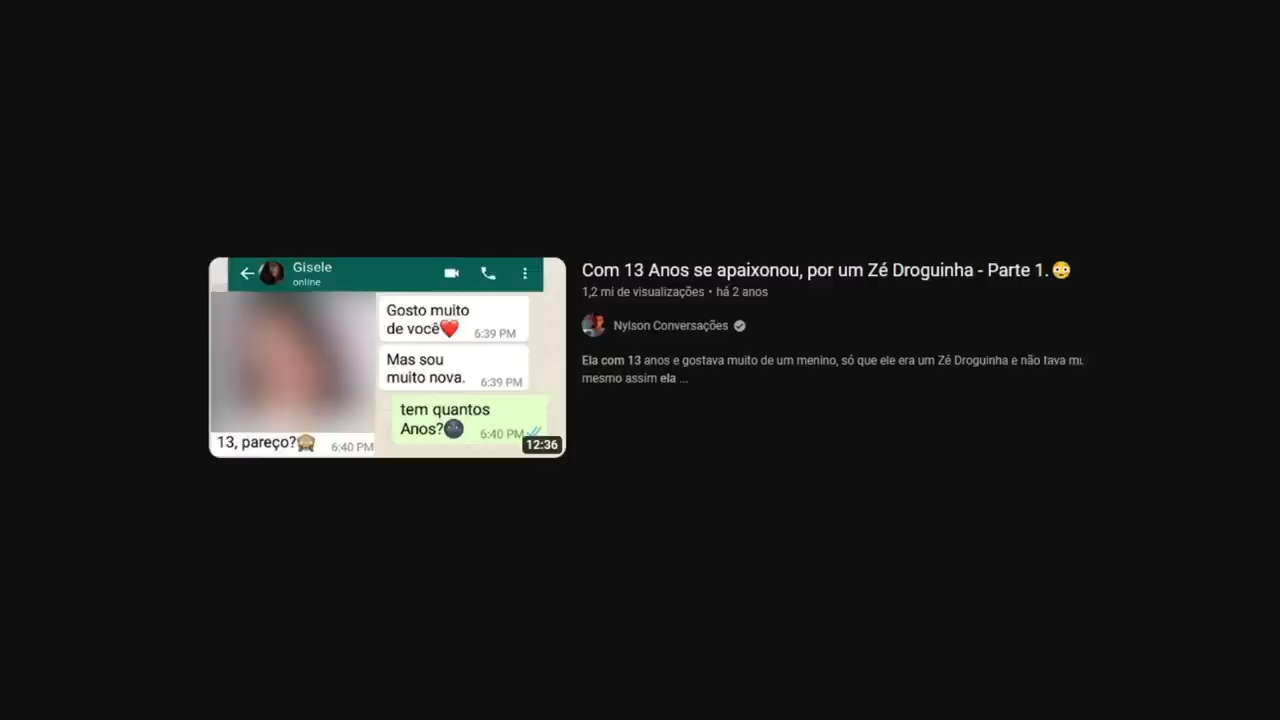 Gisele
online
Gosto muito
de você❤️ 6:39 PM
Mas sou
muito nova. 6:39 PM
tem quantos
Anos?🌚 6:40 PM
13, pareço?🙈 6:40 PM
12:36
Com 13 Anos se apaixonou, por um Zé Droguinha - Parte 1.😳
1,2 mi de visualizações • há 2 anos
Nylson Conversações
Ela com 13 anos e gostava muito de um menino, só que ele era um Zé Droguinha e não tava
mesmo assim ela ...